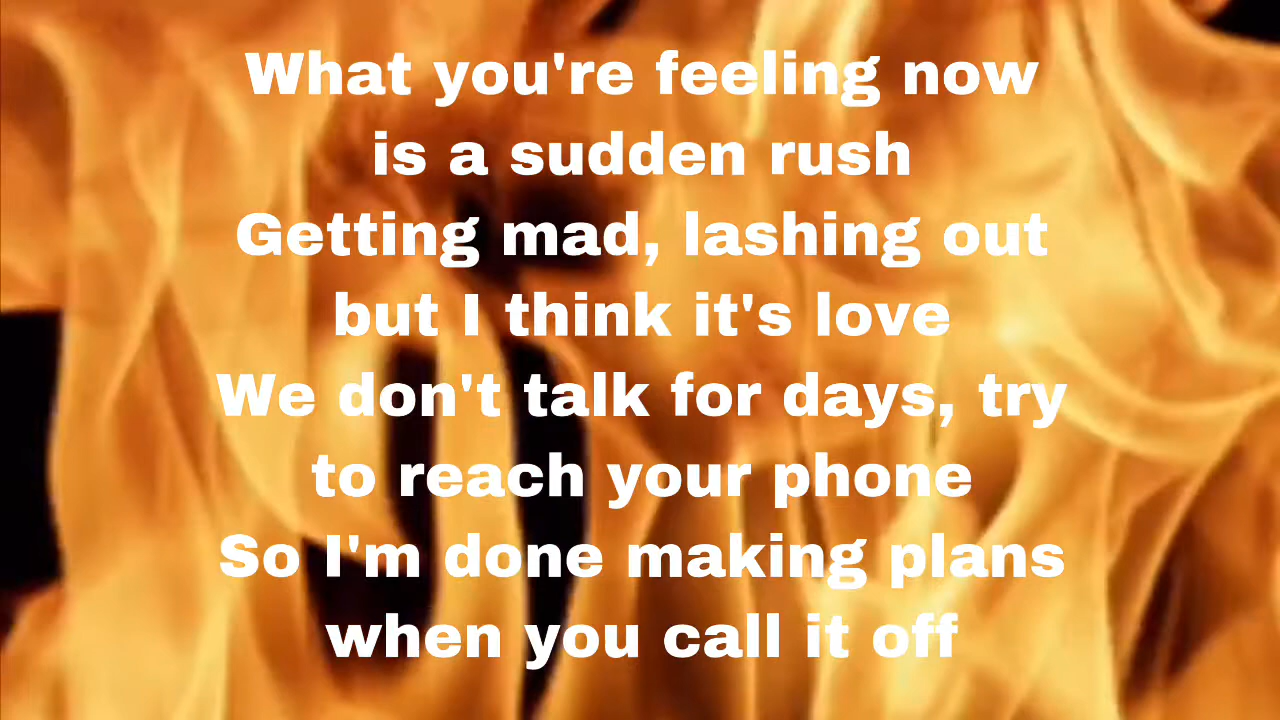 What you're feeling now
is a sudden rush
Getting mad, lashing out
but I think it's love
We don't talk for days, try
to reach your phone
So I'm done making plans
when you call it off